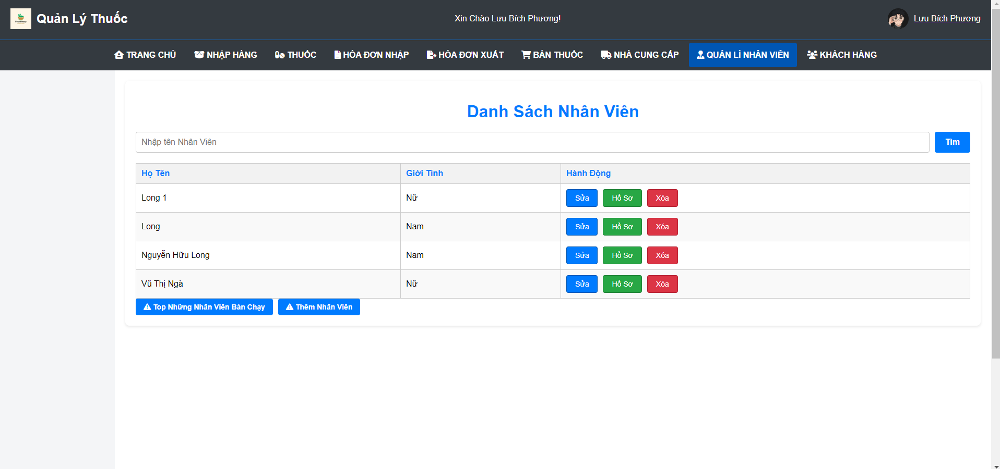 Pharmacy
Quản Lý Thuốc
Xin Chào Lưu Bích Phương!
Lưu Bích Phương
TRANG CHỦ NHẬP HÀNG THUỐC HÓA ĐƠN NHẬP HÓA ĐƠN XUẤT BÁN THUỐC NHÀ CUNG CẤP QUẢN LÍ NHÂN VIÊN KHÁCH HÀNG
Danh Sách Nhân Viên
Nhập tên Nhân Viên Tìm
Họ Tên Giới Tính Hành Động
Long 1 Nữ Sửa Hồ Sơ Xóa
Long Nam Sửa Hồ Sơ Xóa
Nguyễn Hữu Long Nam Sửa Hồ Sơ Xóa
Vũ Thị Ngà Nữ Sửa Hồ Sơ Xóa
Top Những Nhân Viên Bán Chạy Thêm Nhân Viên